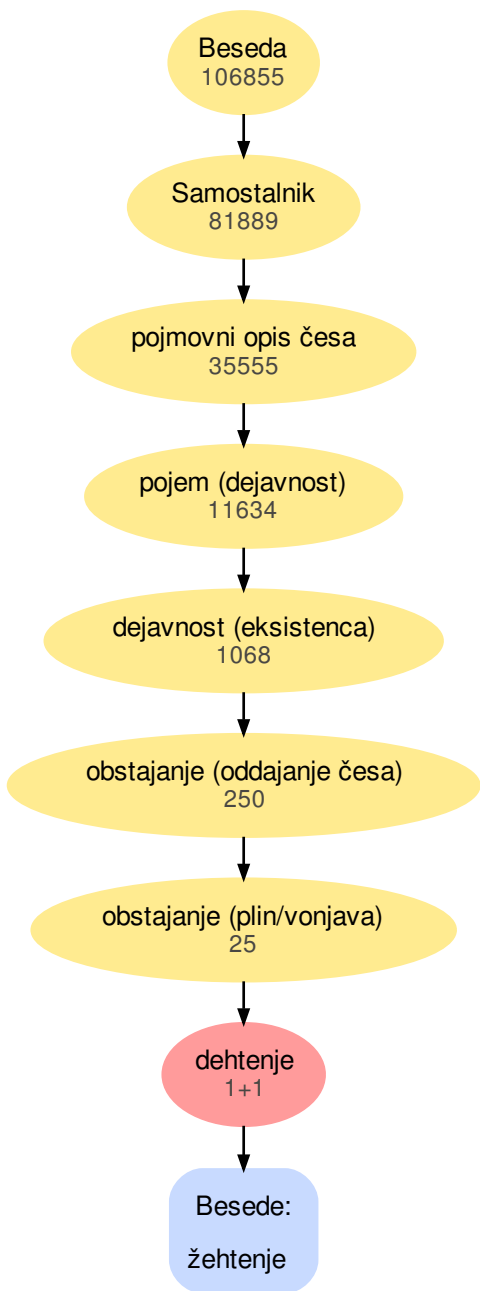 Beseda
106855
Samostalnik
81889
pojmovni opis česa
35555
pojem (dejavnost)
11634
dejavnost (eksistenca)
1068
obstajanje (oddajanje česa)
250
obstajanje (plin/vonjava)
25
dehtenje
1+1
Besede:
žehtenje